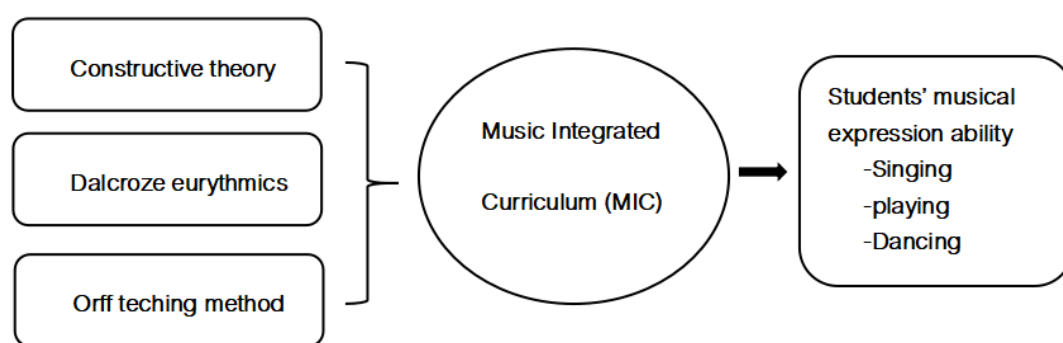 Constructive theory
Dalcroze eurythmics
Orff teching method
Music Integrated
Curriculum (MIC)
Students’ musical
expression ability
-Singing
-playing
-Dancing